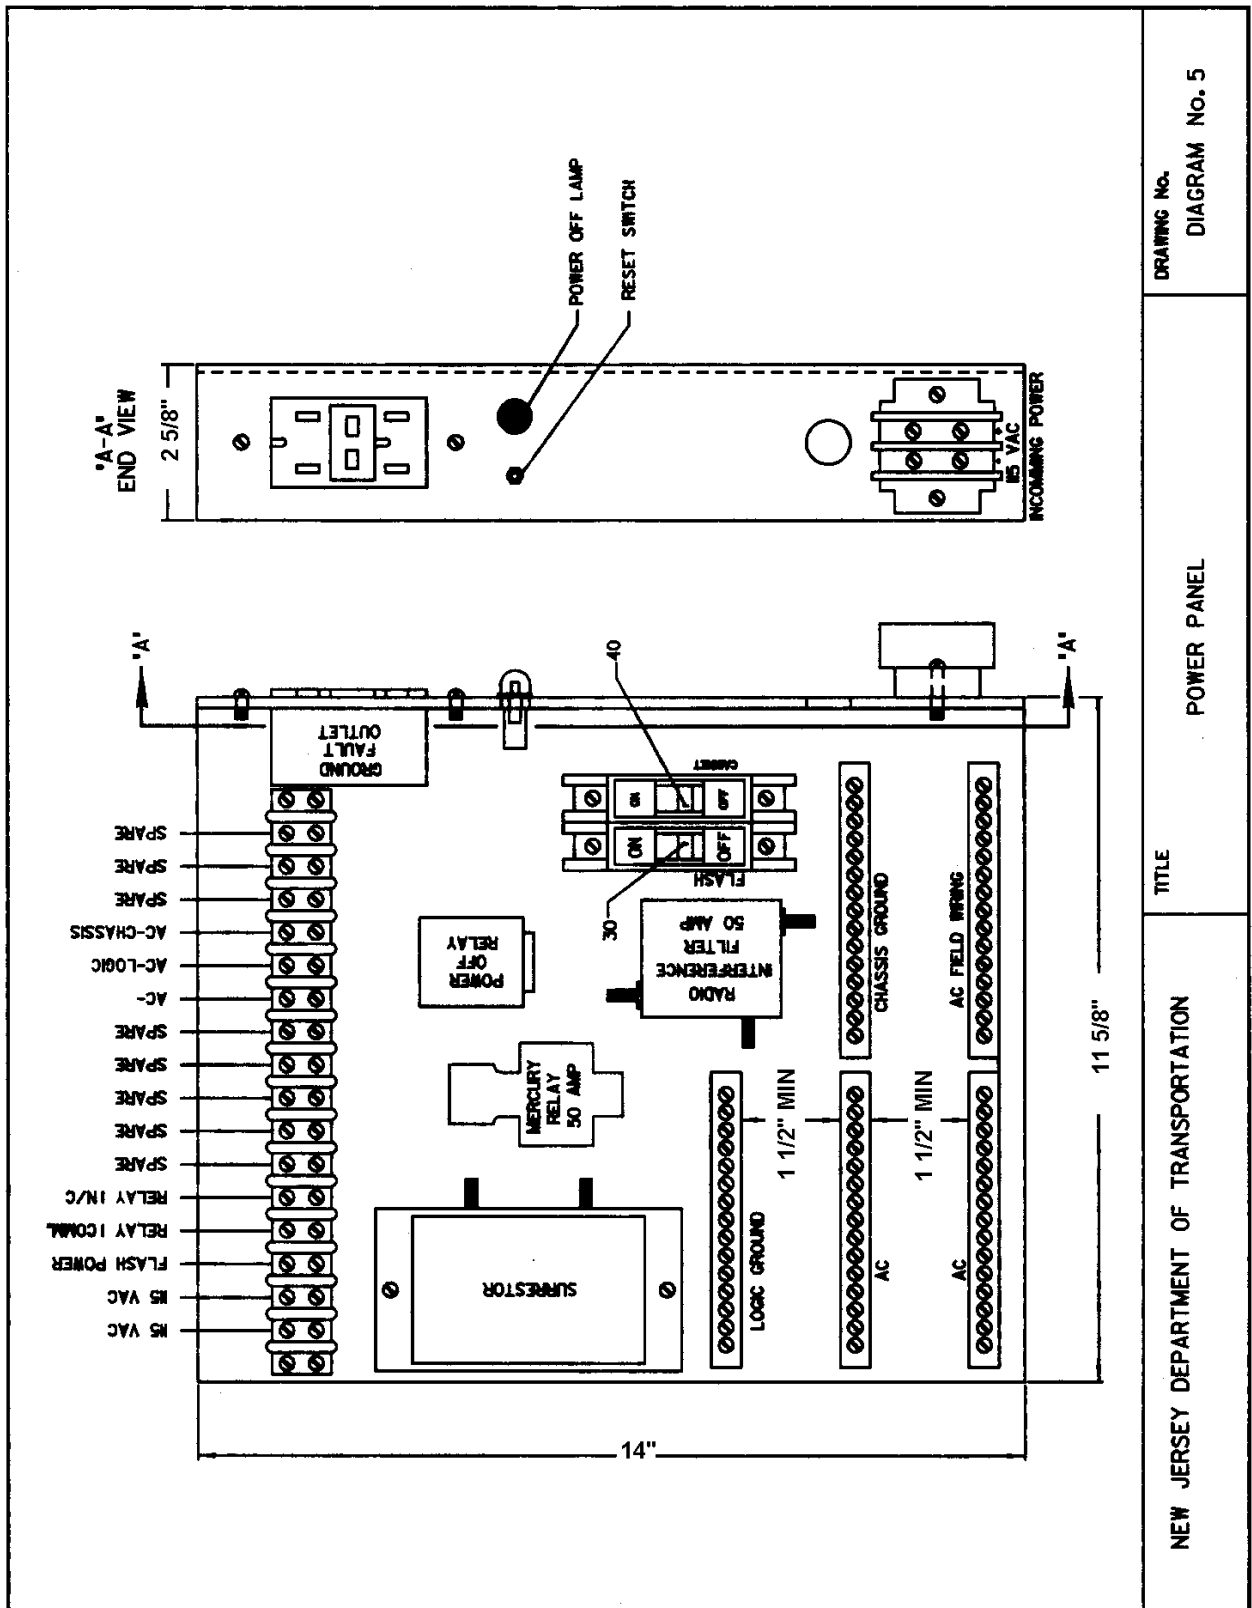 "A-A"
END VIEW
2 5/8"
POWER OFF LAMP
RESET SWITCH
115 VAC
INCOMMING POWER
"A"
"A"
GROUND
FAULT
OUTLET
SPARE
SPARE
SPARE
AC-CHASSIS
AC-LOGIC
AC-
SPARE
SPARE
SPARE
SPARE
SPARE
RELAY 1N/C
RELAY 1COMM.
FLASH POWER
115 VAC
115 VAC
40
30
CABINET
ON
OFF
ON
OFF
FLASH
POWER
OFF
RELAY
RADIO
INTERFERENCE
FILTER
50 AMP
MERCURY
RELAY
50 AMP
SURRESTOR
CHASSIS GROUND
AC FIELD WIRING
LOGIC GROUND
AC
AC
1 1/2" MIN
1 1/2" MIN
11 5/8"
14"
NEW JERSEY DEPARTMENT OF TRANSPORTATION
TITLE
POWER PANEL
DRAWING No.
DIAGRAM No. 5